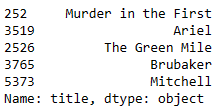 252 Murder in the First
3519 Ariel
2526 The Green Mile
3765 Brubaker
5373 Mitchell
Name: title, dtype: object